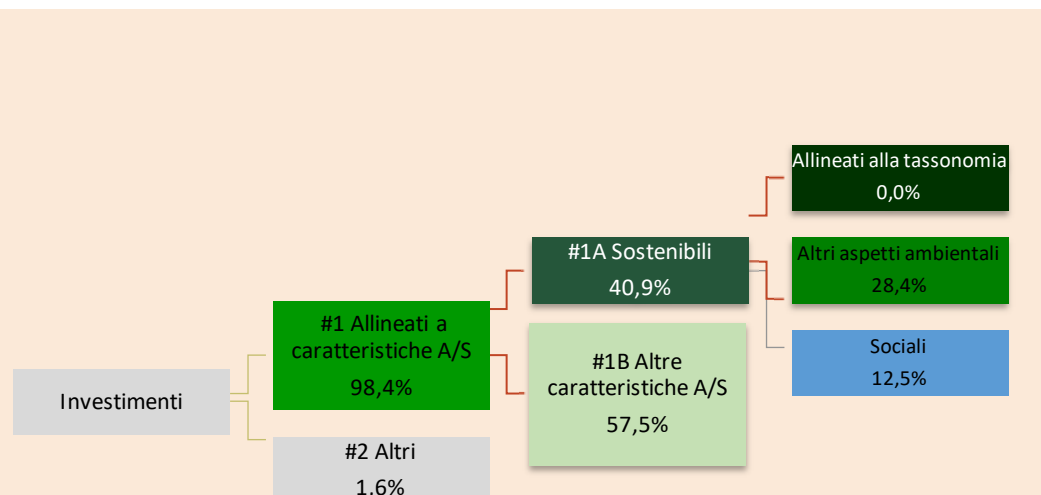 Investimenti
#1 Allineati a
caratteristiche A/S
98,4%
#2 Altri
1.6%
#1A Sostenibili
40,9%
#1B Altre
caratteristiche A/S
57,5%
Allineati alla tassonomia
0,0%
Altri aspetti ambientali
28,4%
Sociali
12,5%